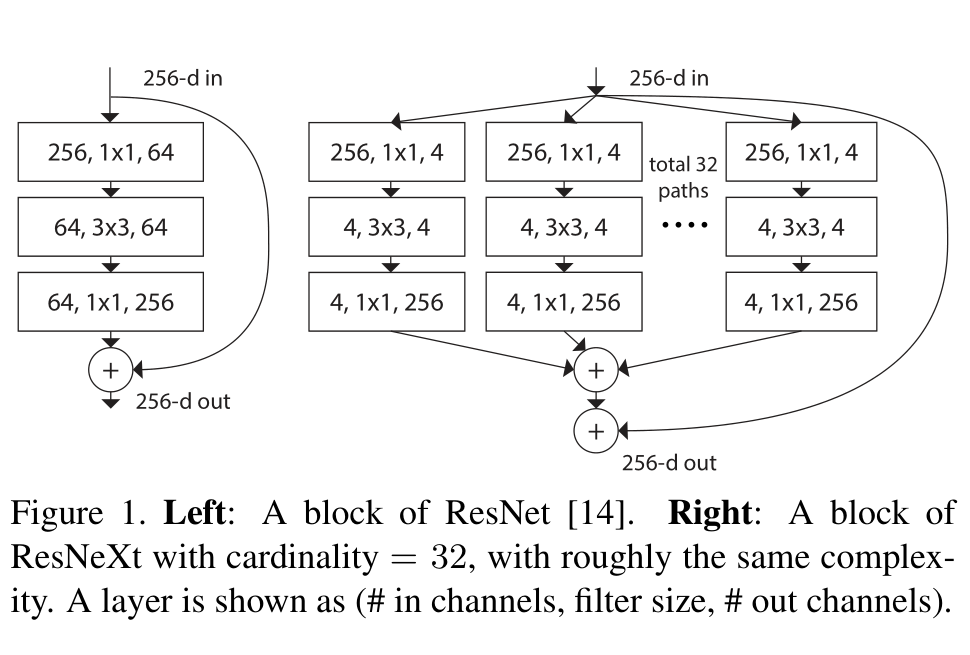 256-d in
256, 1x1, 64
64, 3x3, 64
64, 1x1, 256
+
256-d out
256-d in
256, 1x1, 4
256, 1x1, 4
total 32
paths
256, 1x1, 4
4, 3x3, 4
4, 3x3, 4
....
4, 3x3, 4
4, 1x1, 256
4, 1x1, 256
4, 1x1, 256
+
+
256-d out
Figure 1. Left: A block of ResNet [14]. Right: A block of
ResNeXt with cardinality = 32, with roughly the same complex-
ity. A layer is shown as (# in channels, filter size, # out channels).